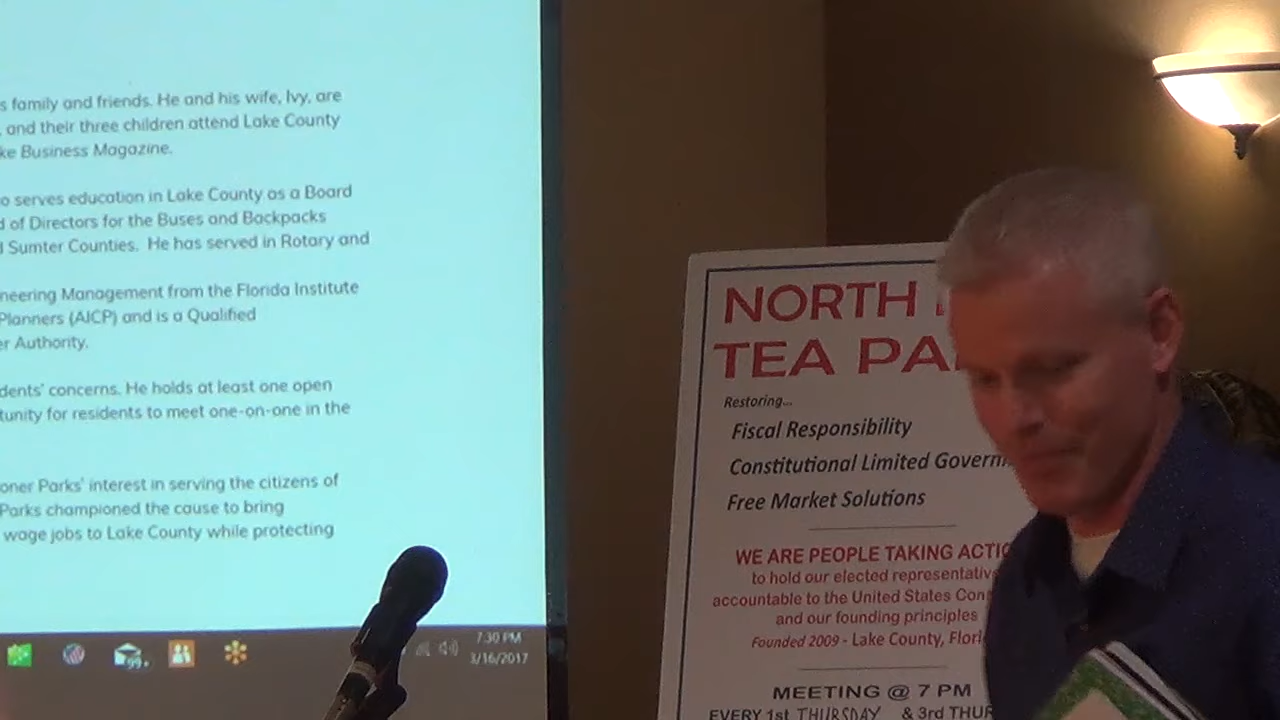 s family and friends. He and his wife, Ivy, are
, and their three children attend Lake County
ke Business Magazine.
o serves education in Lake County as a Board
d of Directors for the Buses and Backpacks
Sumter Counties. He has served in Rotary and
neering Management from the Florida Institute
Planners (AICP) and is a Qualified
er Authority.
dents' concerns. He holds at least one open
tunity for residents to meet one-on-one in the
oner Parks' interest in serving the citizens of
Parks championed the cause to bring
wage jobs to Lake County while protecting
99+
7:30 PM
3/16/2017
NORTH
TEA PA
Restoring...
Fiscal Responsibility
Constitutional Limited Governm
Free Market Solutions
WE ARE PEOPLE TAKING ACTIO
to hold our elected representative
accountable to the United States Con
and our founding principles
Founded 2009 - Lake County, Flori
MEETING @ 7 PM
EVERY 1st THURSDAY & 3rd THUR